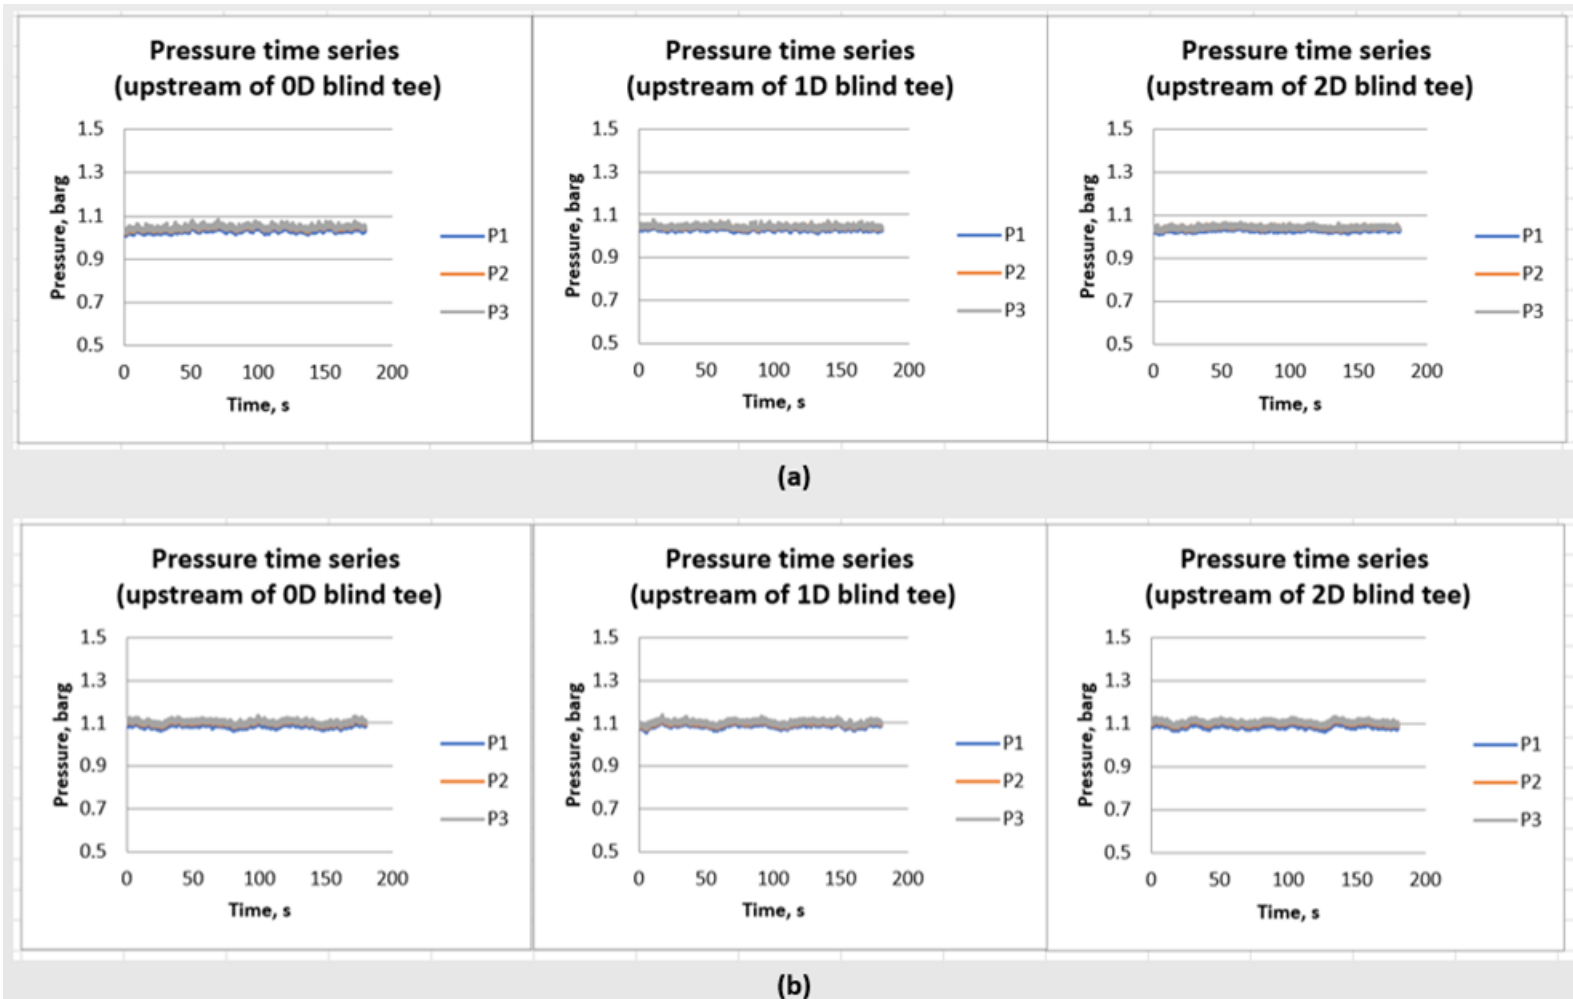 Pressure time series
(upstream of 0D blind tee)
1.5
1.3
1.1
0.9
0.7
0.5
Pressure, barg
0 50 100 150 200
Time, s
P1
P2
P3
Pressure time series
(upstream of 1D blind tee)
1.5
1.3
1.1
0.9
0.7
0.5
Pressure, barg
0 50 100 150 200
Time, s
P1
P2
P3
Pressure time series
(upstream of 2D blind tee)
1.5
1.3
1.1
0.9
0.7
0.5
Pressure, barg
0 50 100 150 200
Time, s
P1
P2
P3
(a)
Pressure time series
(upstream of 0D blind tee)
1.5
1.3
1.1
0.9
0.7
0.5
Pressure, barg
0 50 100 150 200
Time, s
P1
P2
P3
Pressure time series
(upstream of 1D blind tee)
1.5
1.3
1.1
0.9
0.7
0.5
Pressure, barg
0 50 100 150 200
Time, s
P1
P2
P3
Pressure time series
(upstream of 2D blind tee)
1.5
1.3
1.1
0.9
0.7
0.5
Pressure, barg
0 50 100 150 200
Time, s
P1
P2
P3
(b)